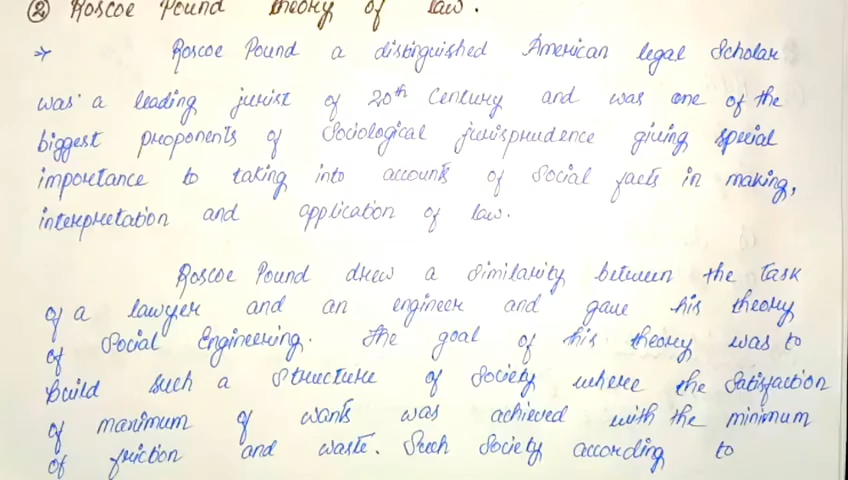 ② Roscoe Pound theory of law.
→ Roscoe Pound a distinguished American legal Scholar
was a leading jurist of 20th Century and was one of the
biggest proponents of Sociological jurisprudence giving special
importance to taking into accounts of Social facts in making,
interpretation and application of law.
Roscoe Pound drew a Similarity between the Task
of a lawyer and an engineer and gave his theory
of Social Engineering. The goal of his theory was to
build such a Structure of Society where the Satisfaction
of maximum of wants was achieved with the minimum
of friction and waste. Such Society according to